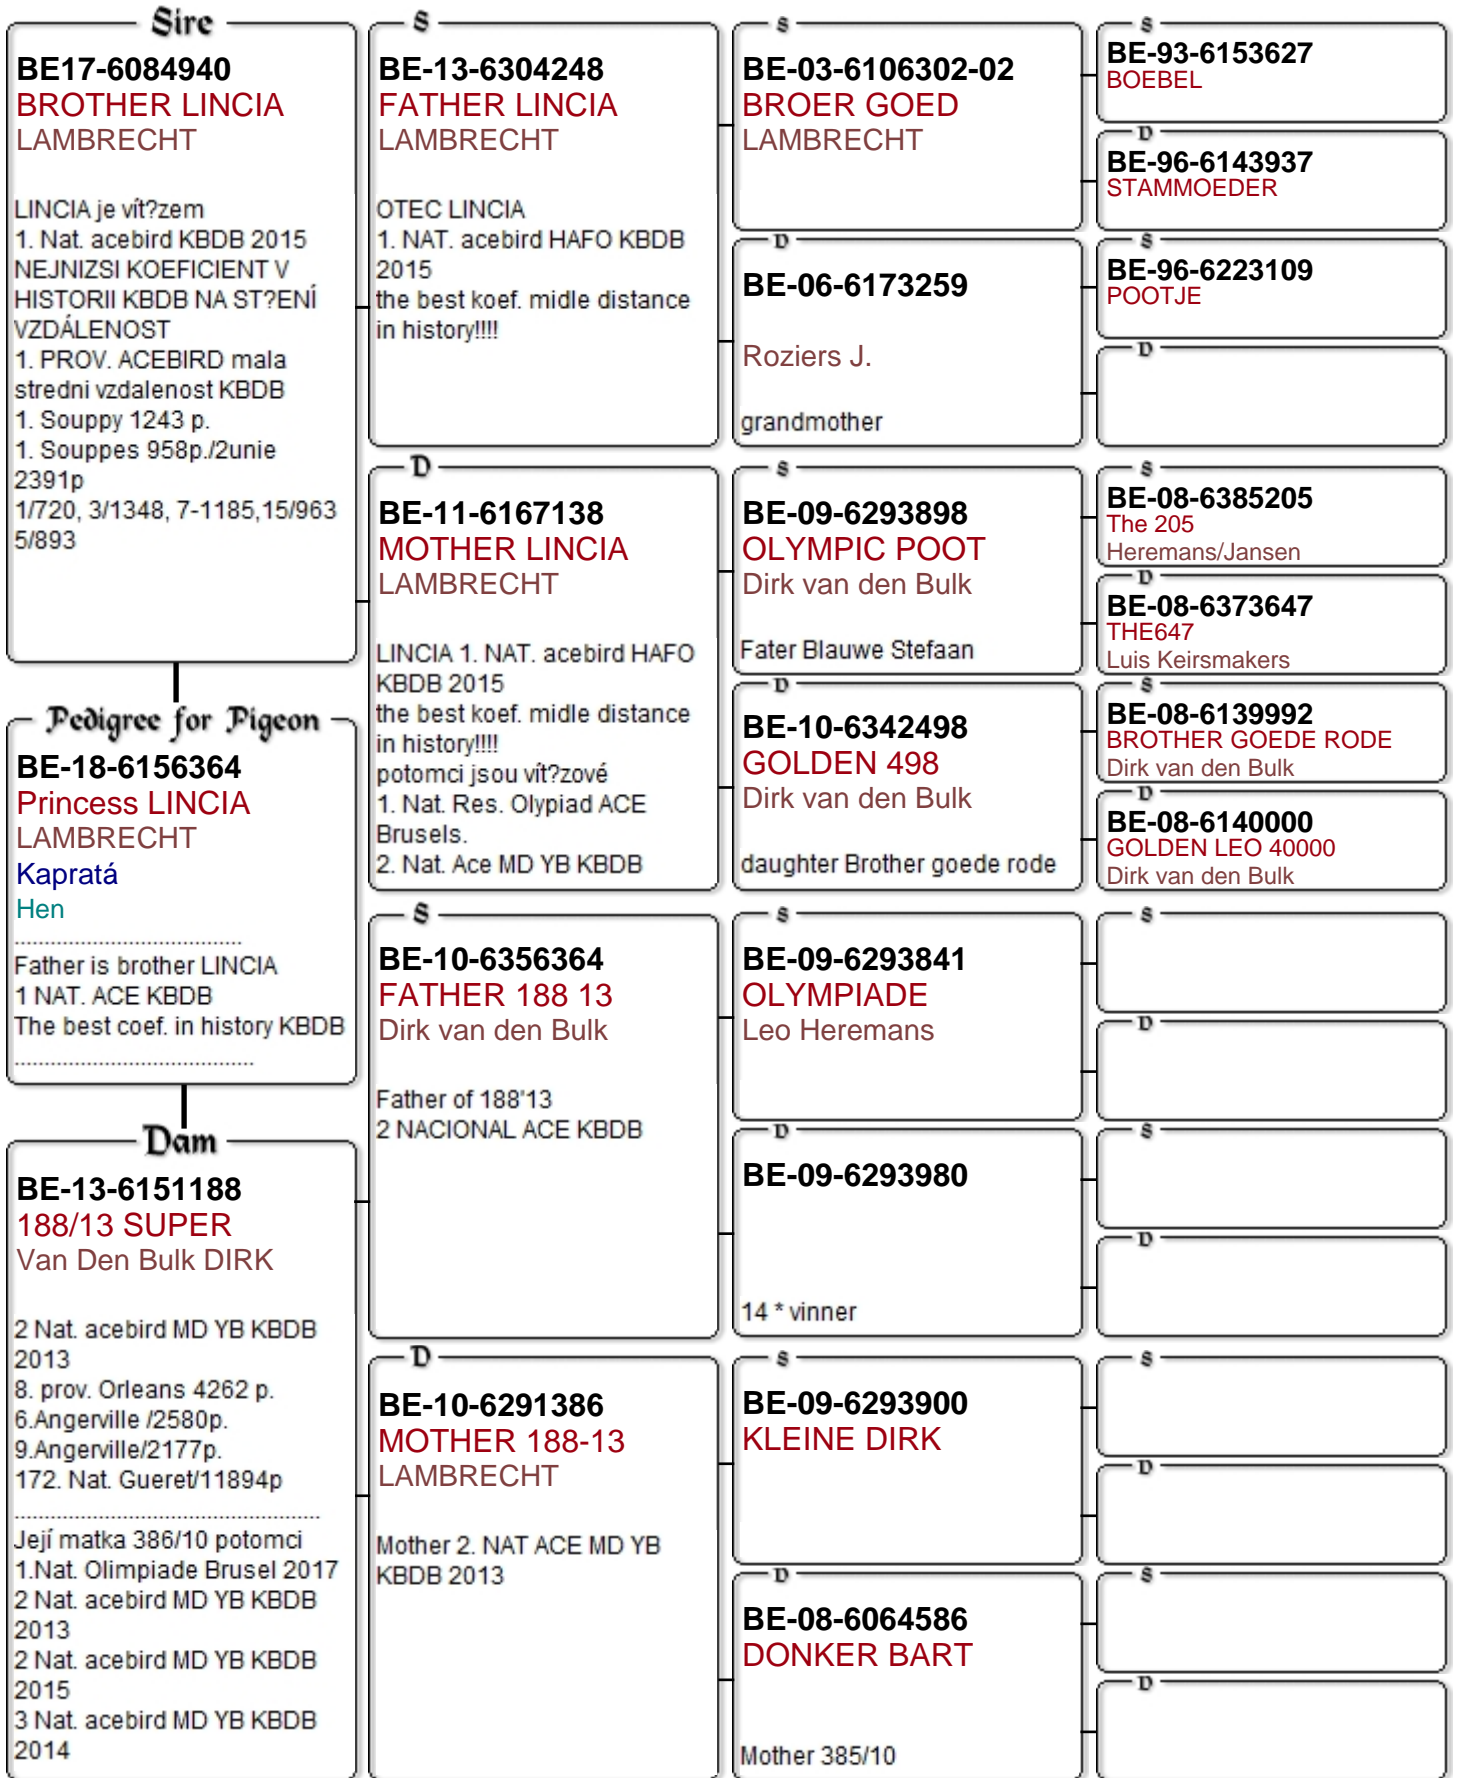 Sire
BE17-6084940
BROTHER LINCIA
LAMBRECHT
LINCIA je vít?zem
1. Nat. acebird KBDB 2015
NEJNIZSI KOEFICIENT V
HISTORII KBDB NA ST?ENÍ
VZDÁLENOST
1. PROV. ACEBIRD mala
stredni vzdalenost KBDB
1. Souppy 1243 p.
1. Souppes 958p./2unie
2391p
1/720, 3/1348, 7-1185,15/963
5/893
Pedigree for Pigeon
BE-18-6156364
Princess LINCIA
LAMBRECHT
Kapratá
Hen
......................................
Father is brother LINCIA
1 NAT. ACE KBDB
The best coef. in history KBDB
........................................
Dam
BE-13-6151188
188/13 SUPER
Van Den Bulk DIRK
2 Nat. acebird MD YB KBDB
2013
8. prov. Orleans 4262 p.
6.Angerville /2580p.
9.Angerville/2177p.
172. Nat. Gueret/11894p
...................................................
Její matka 386/10 potomci
1.Nat. Olimpiade Brusel 2017
2 Nat. acebird MD YB KBDB
2013
2 Nat. acebird MD YB KBDB
2015
3 Nat. acebird MD YB KBDB
2014
S
BE-13-6304248
FATHER LINCIA
LAMBRECHT
OTEC LINCIA
1. NAT. acebird HAFO KBDB
2015
the best koef. midle distance
in history!!!!
D
BE-11-6167138
MOTHER LINCIA
LAMBRECHT
LINCIA 1. NAT. acebird HAFO
KBDB 2015
the best koef. midle distance
in history!!!!
potomci jsou vít?zové
1. Nat. Res. Olypiad ACE
Brusels.
2. Nat. Ace MD YB KBDB
S
BE-10-6356364
FATHER 188 13
Dirk van den Bulk
Father of 188'13
2 NACIONAL ACE KBDB
D
BE-10-6291386
MOTHER 188-13
LAMBRECHT
Mother 2. NAT ACE MD YB
KBDB 2013
S
BE-03-6106302-02
BROER GOED
LAMBRECHT
D
BE-06-6173259
Roziers J.
grandmother
S
BE-09-6293898
OLYMPIC POOT
Dirk van den Bulk
Fater Blauwe Stefaan
D
BE-10-6342498
GOLDEN 498
Dirk van den Bulk
daughter Brother goede rode
S
BE-09-6293841
OLYMPIADE
Leo Heremans
D
BE-09-6293980
14 * vinner
S
BE-09-6293900
KLEINE DIRK
D
BE-08-6064586
DONKER BART
Mother 385/10
S
BE-93-6153627
BOEBEL
D
BE-96-6143937
STAMMOEDER
S
BE-96-6223109
POOTJE
D
S
BE-08-6385205
The 205
Heremans/Jansen
D
BE-08-6373647
THE647
Luis Keirsmakers
S
BE-08-6139992
BROTHER GOEDE RODE
Dirk van den Bulk
D
BE-08-6140000
GOLDEN LEO 40000
Dirk van den Bulk
S
D
S
D
S
D
S
D